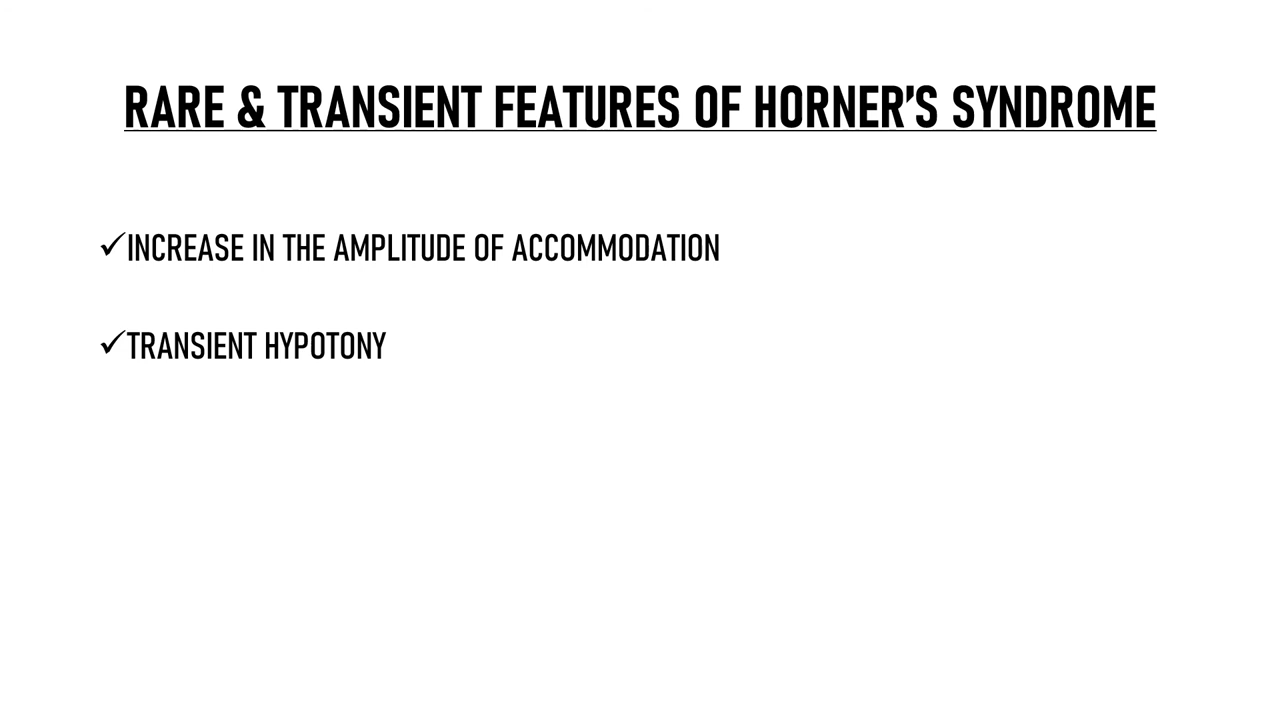 RARE & TRANSIENT FEATURES OF HORNER’S SYNDROME
✓INCREASE IN THE AMPLITUDE OF ACCOMMODATION
✓TRANSIENT HYPOTONY